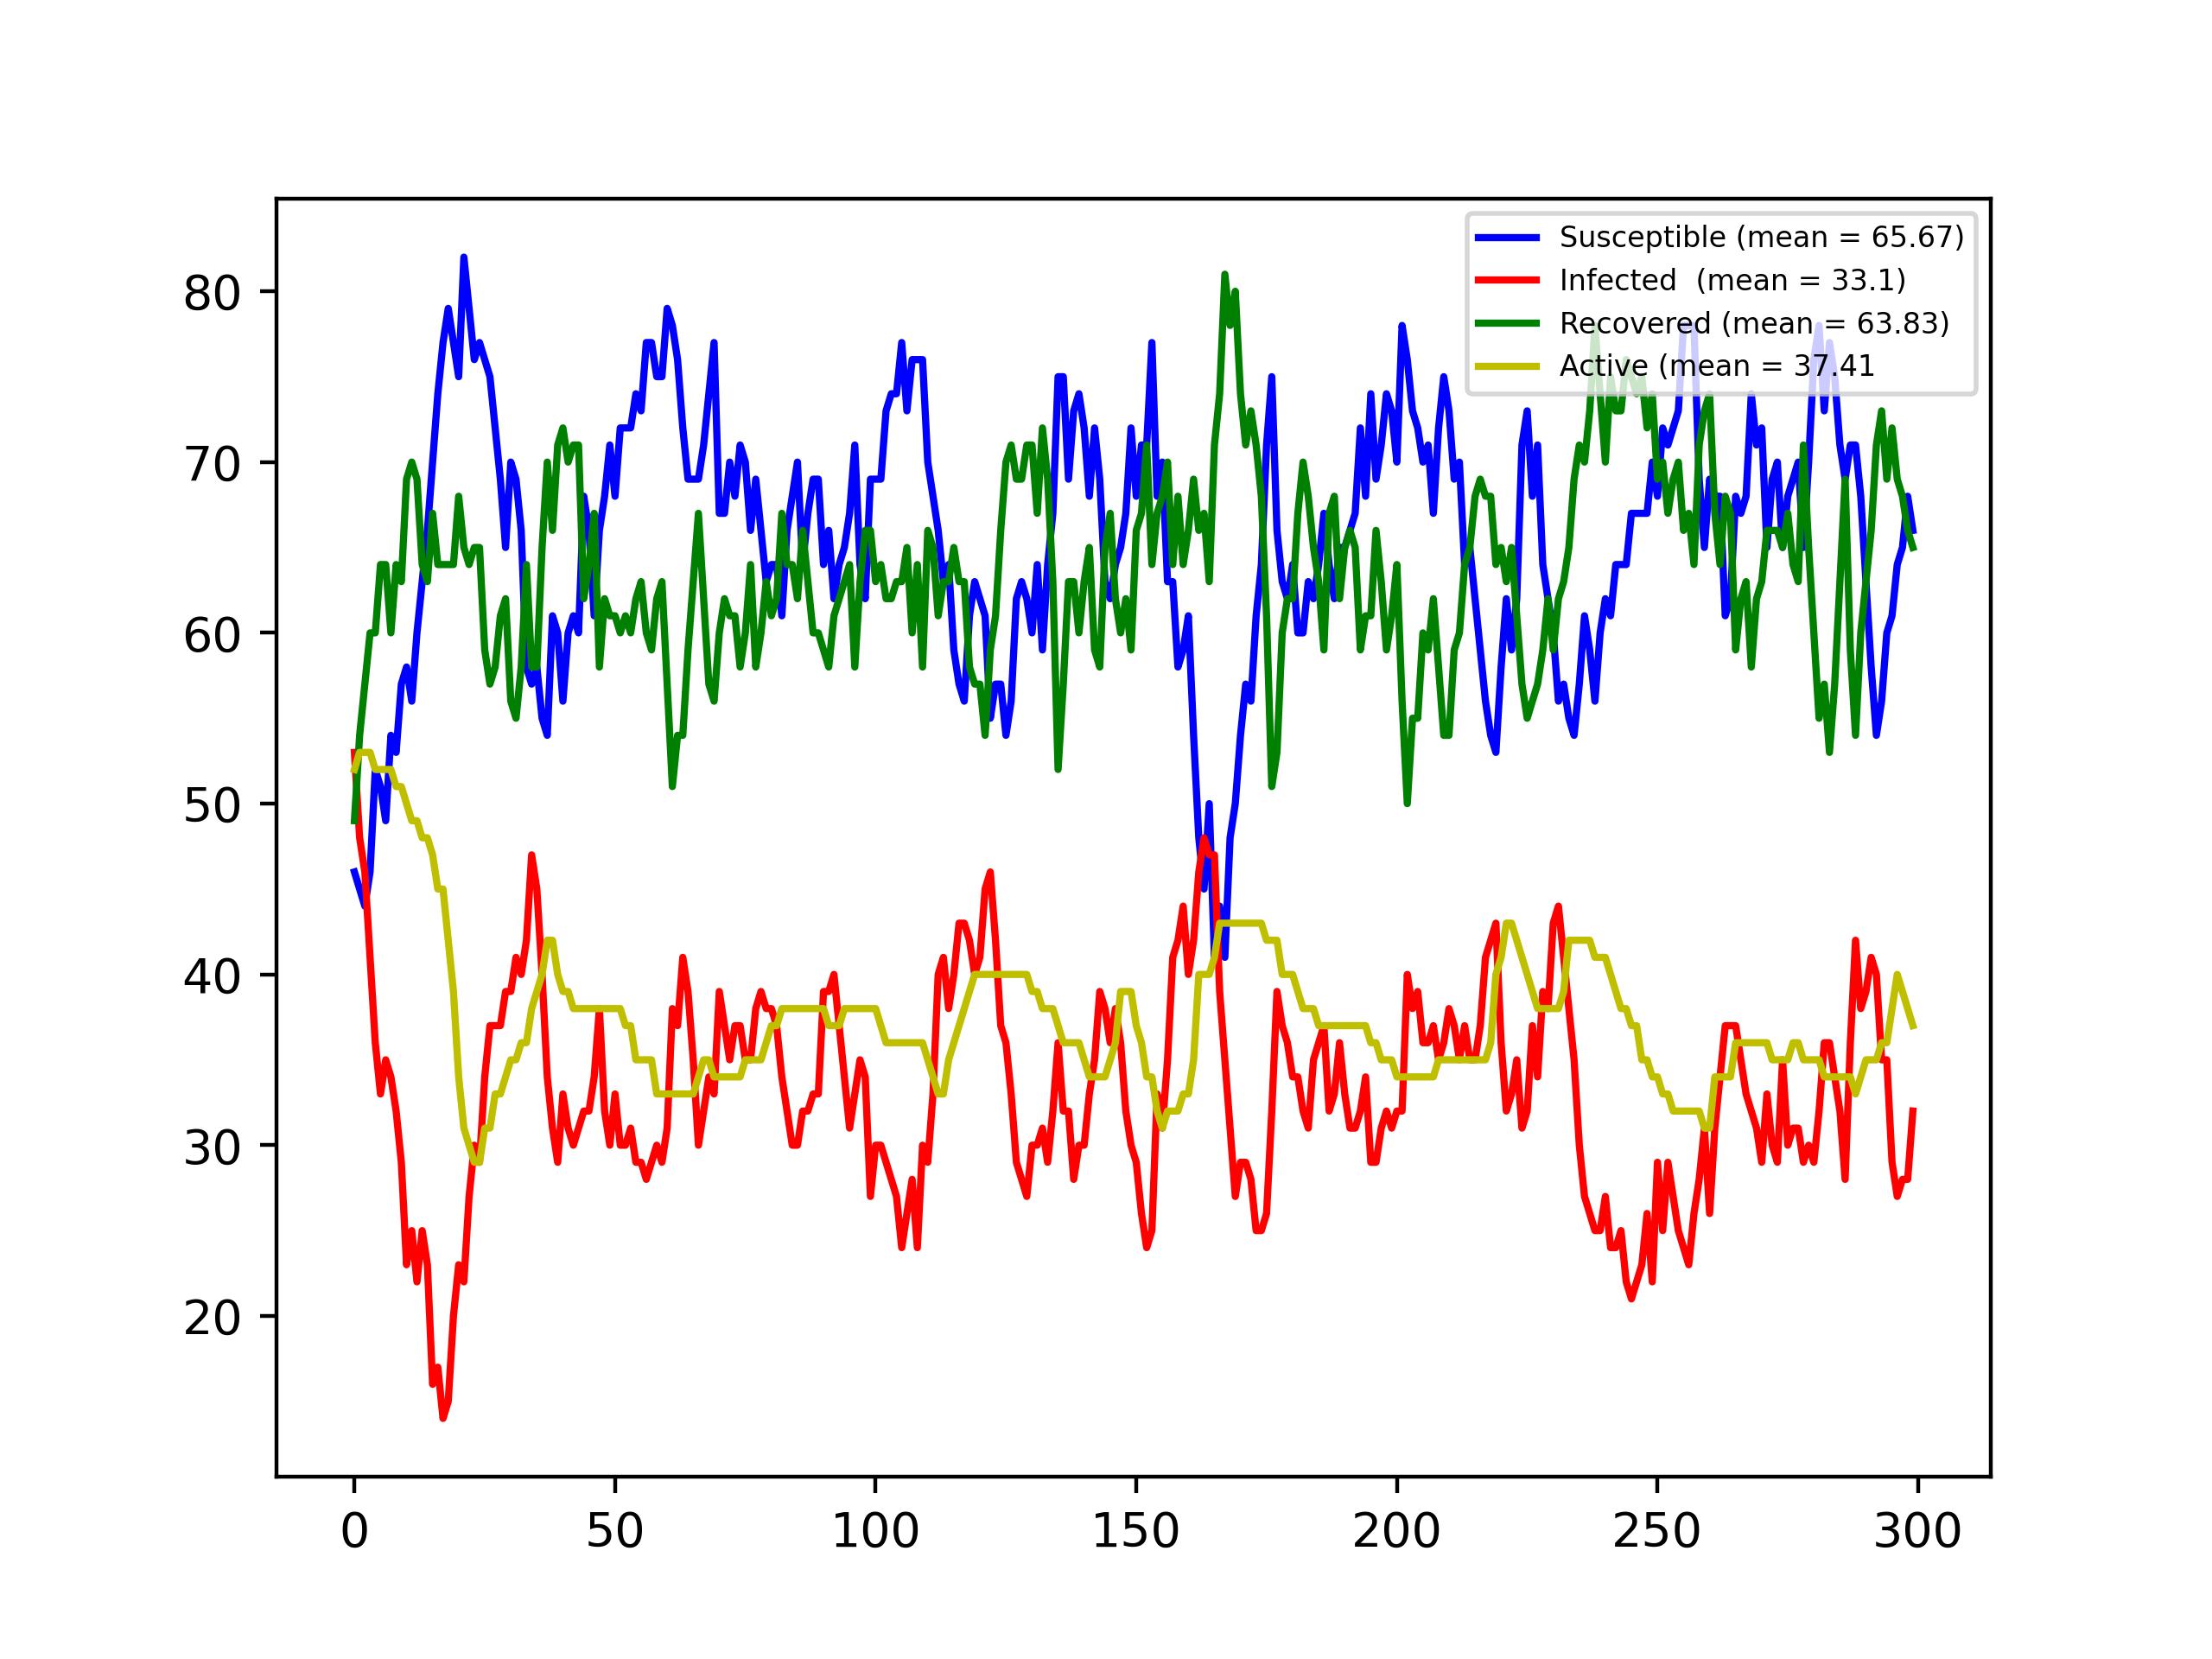 Susceptible (mean = 65.67)
Infected  (mean = 33.1)
Recovered (mean = 63.83)
Active (mean = 37.41
80
70
60
50
40
30
20
0 50 100 150 200 250 300